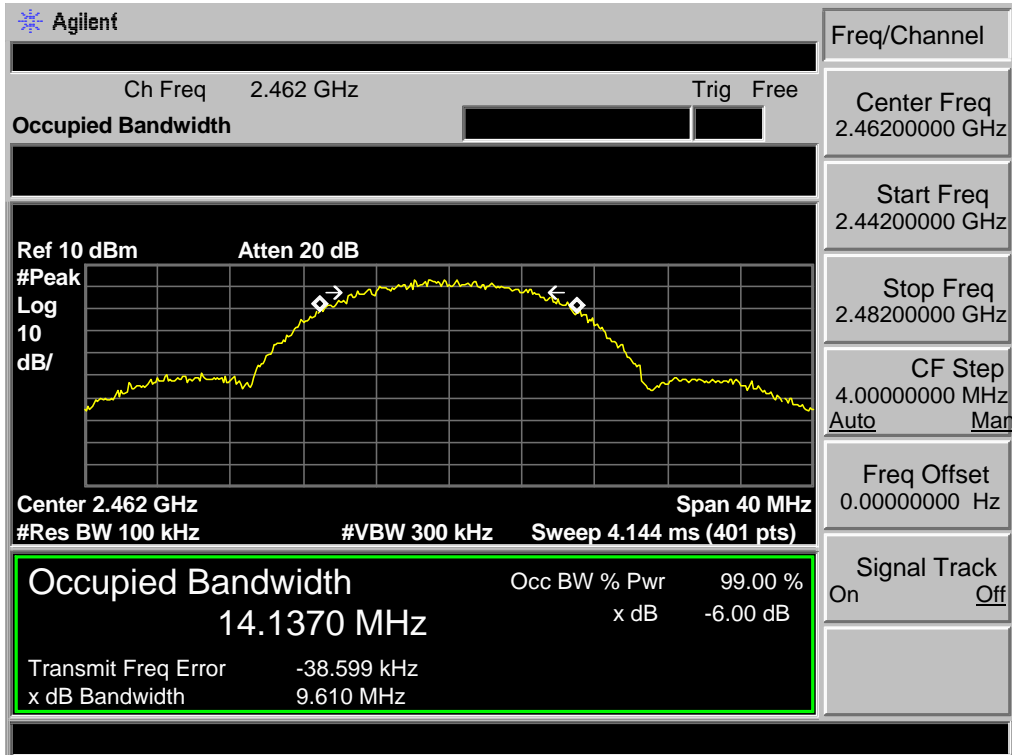 Agilent
Freq/Channel
Ch Freq 2.462 GHz Trig Free
Occupied Bandwidth
Center Freq
2.46200000 GHz
Start Freq
2.44200000 GHz
Stop Freq
2.48200000 GHz
CF Step
4.00000000 MHz
Auto Man
Freq Offset
0.00000000 Hz
Signal Track
On Off
Ref 10 dBm Atten 20 dB
#Peak
Log
10
dB/
Center 2.462 GHz Span 40 MHz
#Res BW 100 kHz #VBW 300 kHz Sweep 4.144 ms (401 pts)
Occupied Bandwidth Occ BW % Pwr 99.00 %
14.1370 MHz x dB -6.00 dB
Transmit Freq Error -38.599 kHz
x dB Bandwidth 9.610 MHz